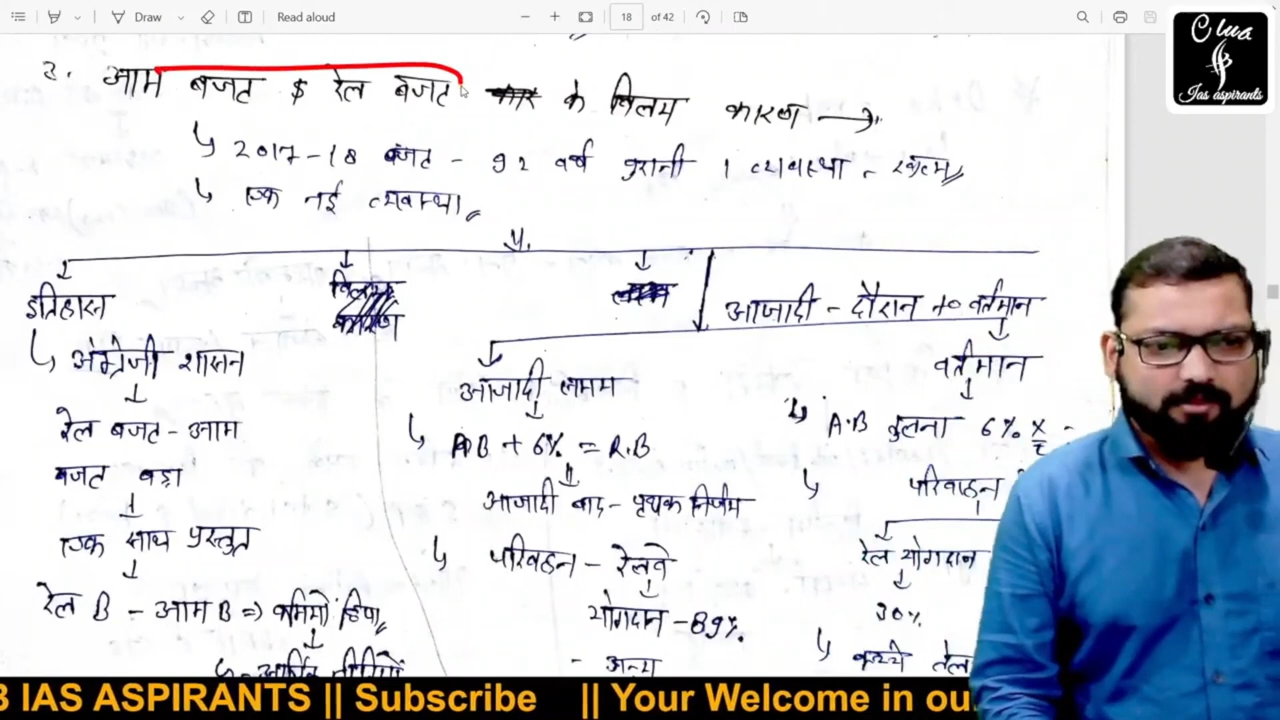 Draw
Read aloud
18 of 42
Clua
Ias aspirants
3. आम बजट $ रेल बजट के विलय कारण →
↳ 2017-18 बजट - 92 वर्ष पुरानी । व्यवस्था - खत्म
↳ एक नई व्यवस्था
इतिहास
आजादी - दौरान to वर्तमान
↳ अंग्रेजी शासन
आजादी समय
वर्तमान
रेल बजट - आम
↳ AB + 6% = R.B
↳ A.B तुलना 6%
बजट बड़ा
आजादी बाद - पृथक निर्णय
↳ परिवाहन
एक साथ प्रस्तुत
↳ परिवहन - रेलवे
रेल योगदान
रेल B - आम B => कमियों छिपा
योगदान - 89%
30%
- अन्य
↳ कच्चे तेल
B IAS ASPIRANTS || Subscribe || Your Welcome in ou